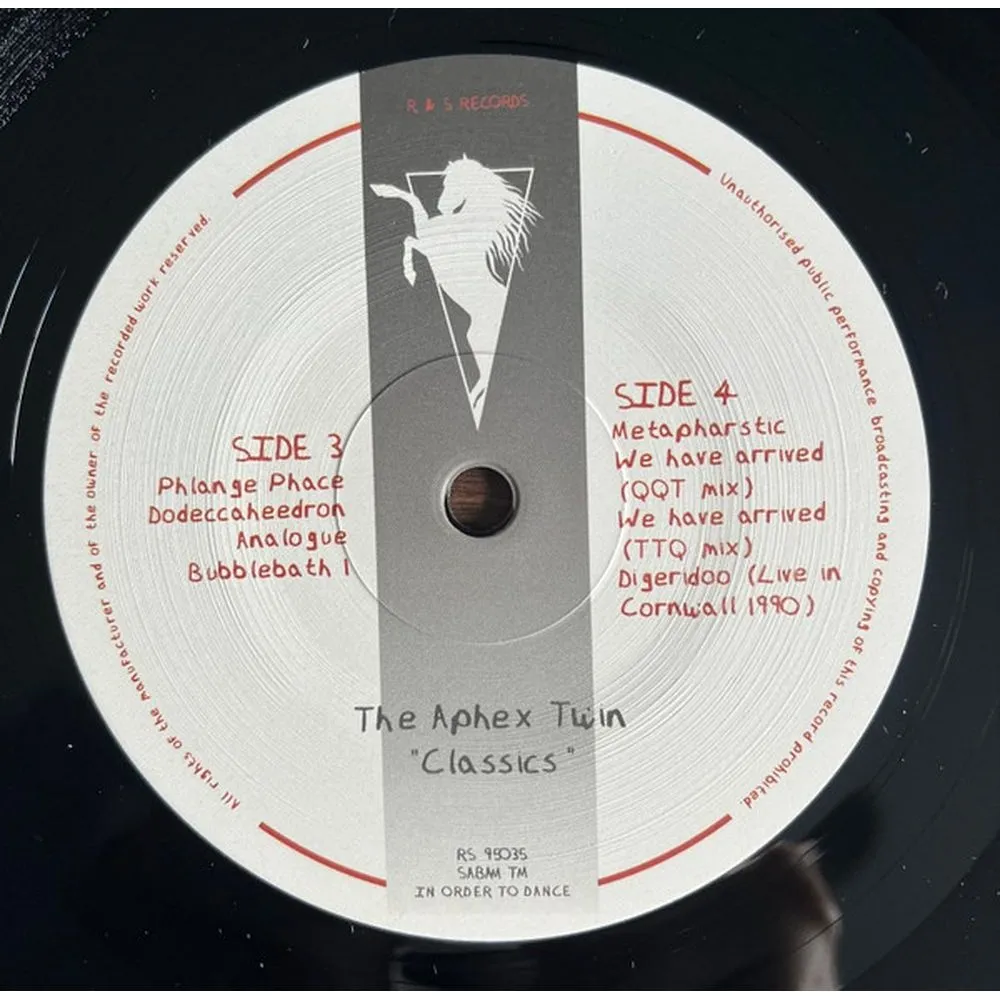 R & S RECORDS
SIDE 3
Phlange Phace
Dodeccaheedron
Analogue
Bubblebath 1
SIDE 4
Metapharstic
We have arrived
(QQT mix)
We have arrived
(TTQ mix)
Digeridoo (Live in
Cornwall 1990)
The Aphex Twin
"Classics"
RS 95035
SABAM TM
IN ORDER TO DANCE
All rights of the manufacturer and of the owner of the recorded work reserved.
Unauthorised public performance broadcasting and copying of this record prohibited.